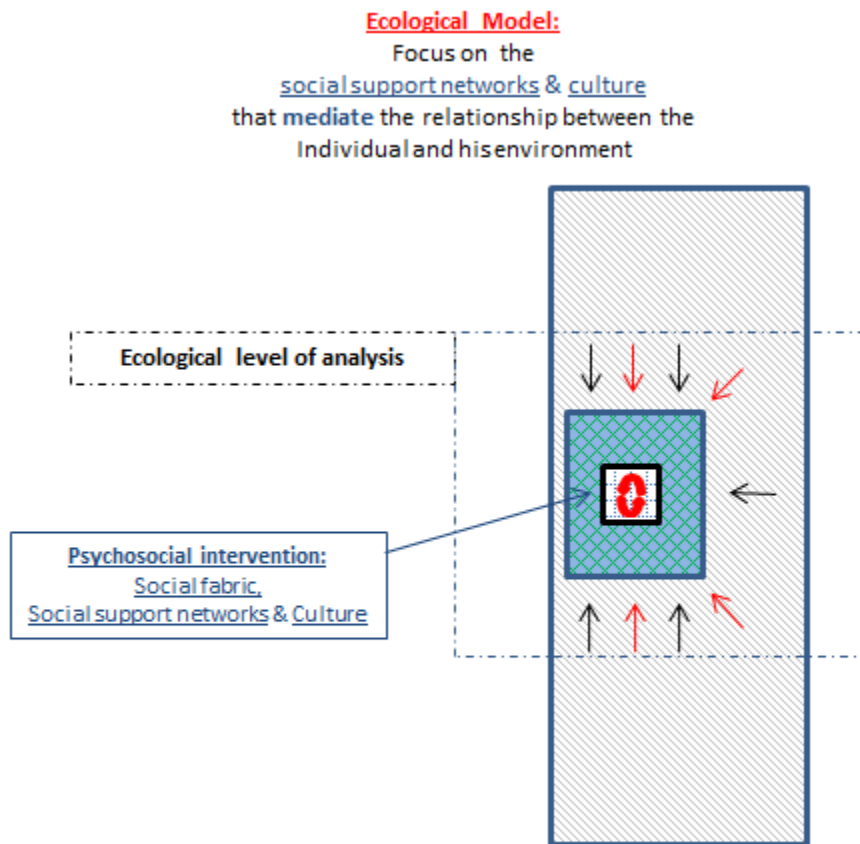 Ecological Model:
Focus on the
social support networks & culture
that mediate the relationship between the
Individual and his environment
Ecological level of analysis
Psychosocial intervention:
Social fabric,
Social support networks & Culture